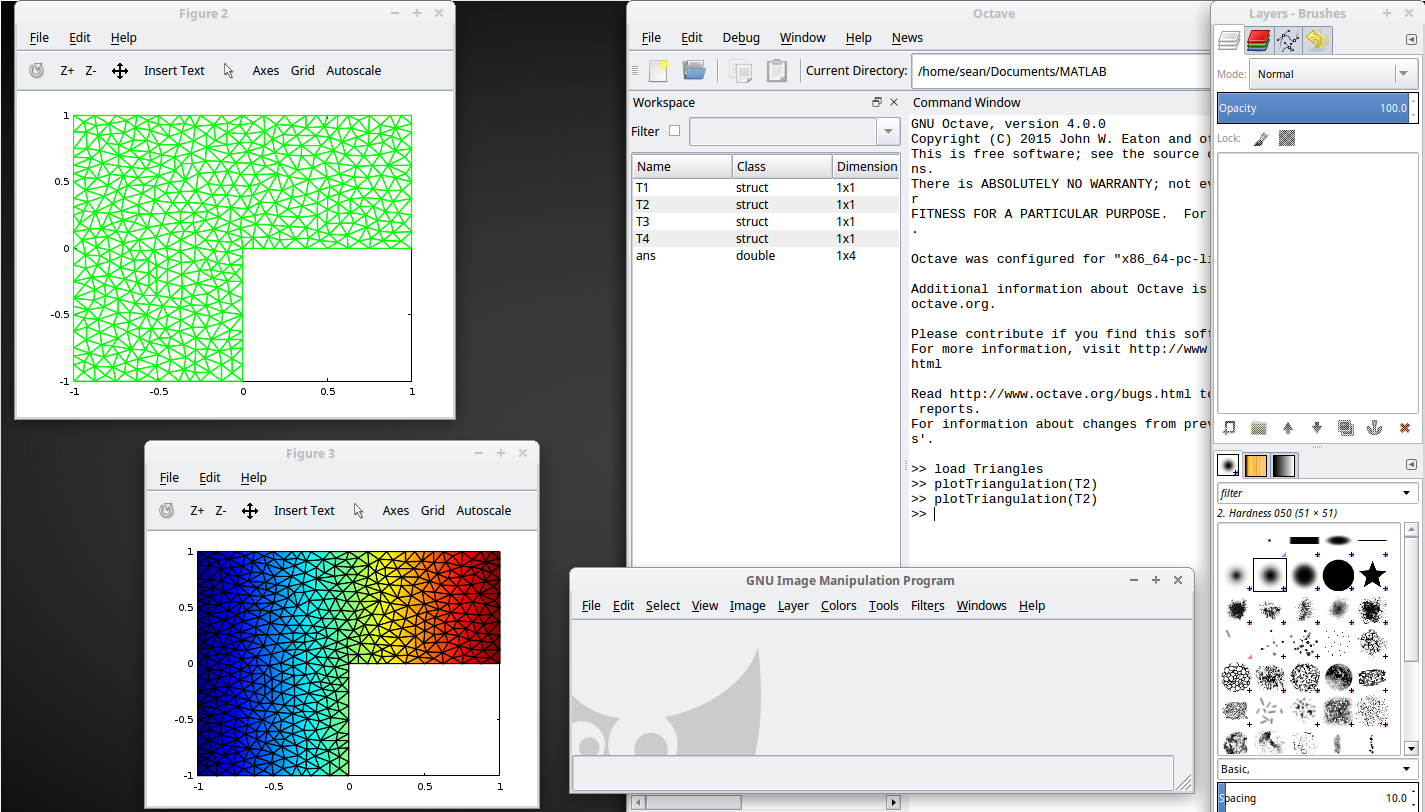 Figure 2
File Edit Help
Z+ Z- Insert Text Axes Grid Autoscale
1
0.5
0
-0.5
-1
-1 -0.5 0 0.5 1
Figure 3
File Edit Help
Z+ Z- Insert Text Axes Grid Autoscale
1
0.5
0
-0.5
-1
-1 -0.5 0 0.5 1
Octave
File Edit Debug Window Help News
Current Directory: /home/sean/Documents/MATLAB
Workspace
Filter
Name Class Dimension
T1 struct 1x1
T2 struct 1x1
T3 struct 1x1
T4 struct 1x1
ans double 1x4
Command Window
GNU Octave, version 4.0.0
Copyright (C) 2015 John W. Eaton and ot
This is free software; see the source c
ns.
There is ABSOLUTELY NO WARRANTY; not ev
r
FITNESS FOR A PARTICULAR PURPOSE.  For
.
Octave was configured for "x86_64-pc-li
Additional information about Octave is
octave.org.
Please contribute if you find this soft
For more information, visit http://www
html
Read http://www.octave.org/bugs.html to
reports.
For information about changes from prev
s'.
>> load Triangles
>> plotTriangulation(T2)
>> plotTriangulation(T2)
>>
GNU Image Manipulation Program
File Edit Select View Image Layer Colors Tools Filters Windows Help
Layers - Brushes
Mode: Normal
Opacity 100.0
Lock:
filter
2. Hardness 050 (51 × 51)
Basic,
Spacing 10.0